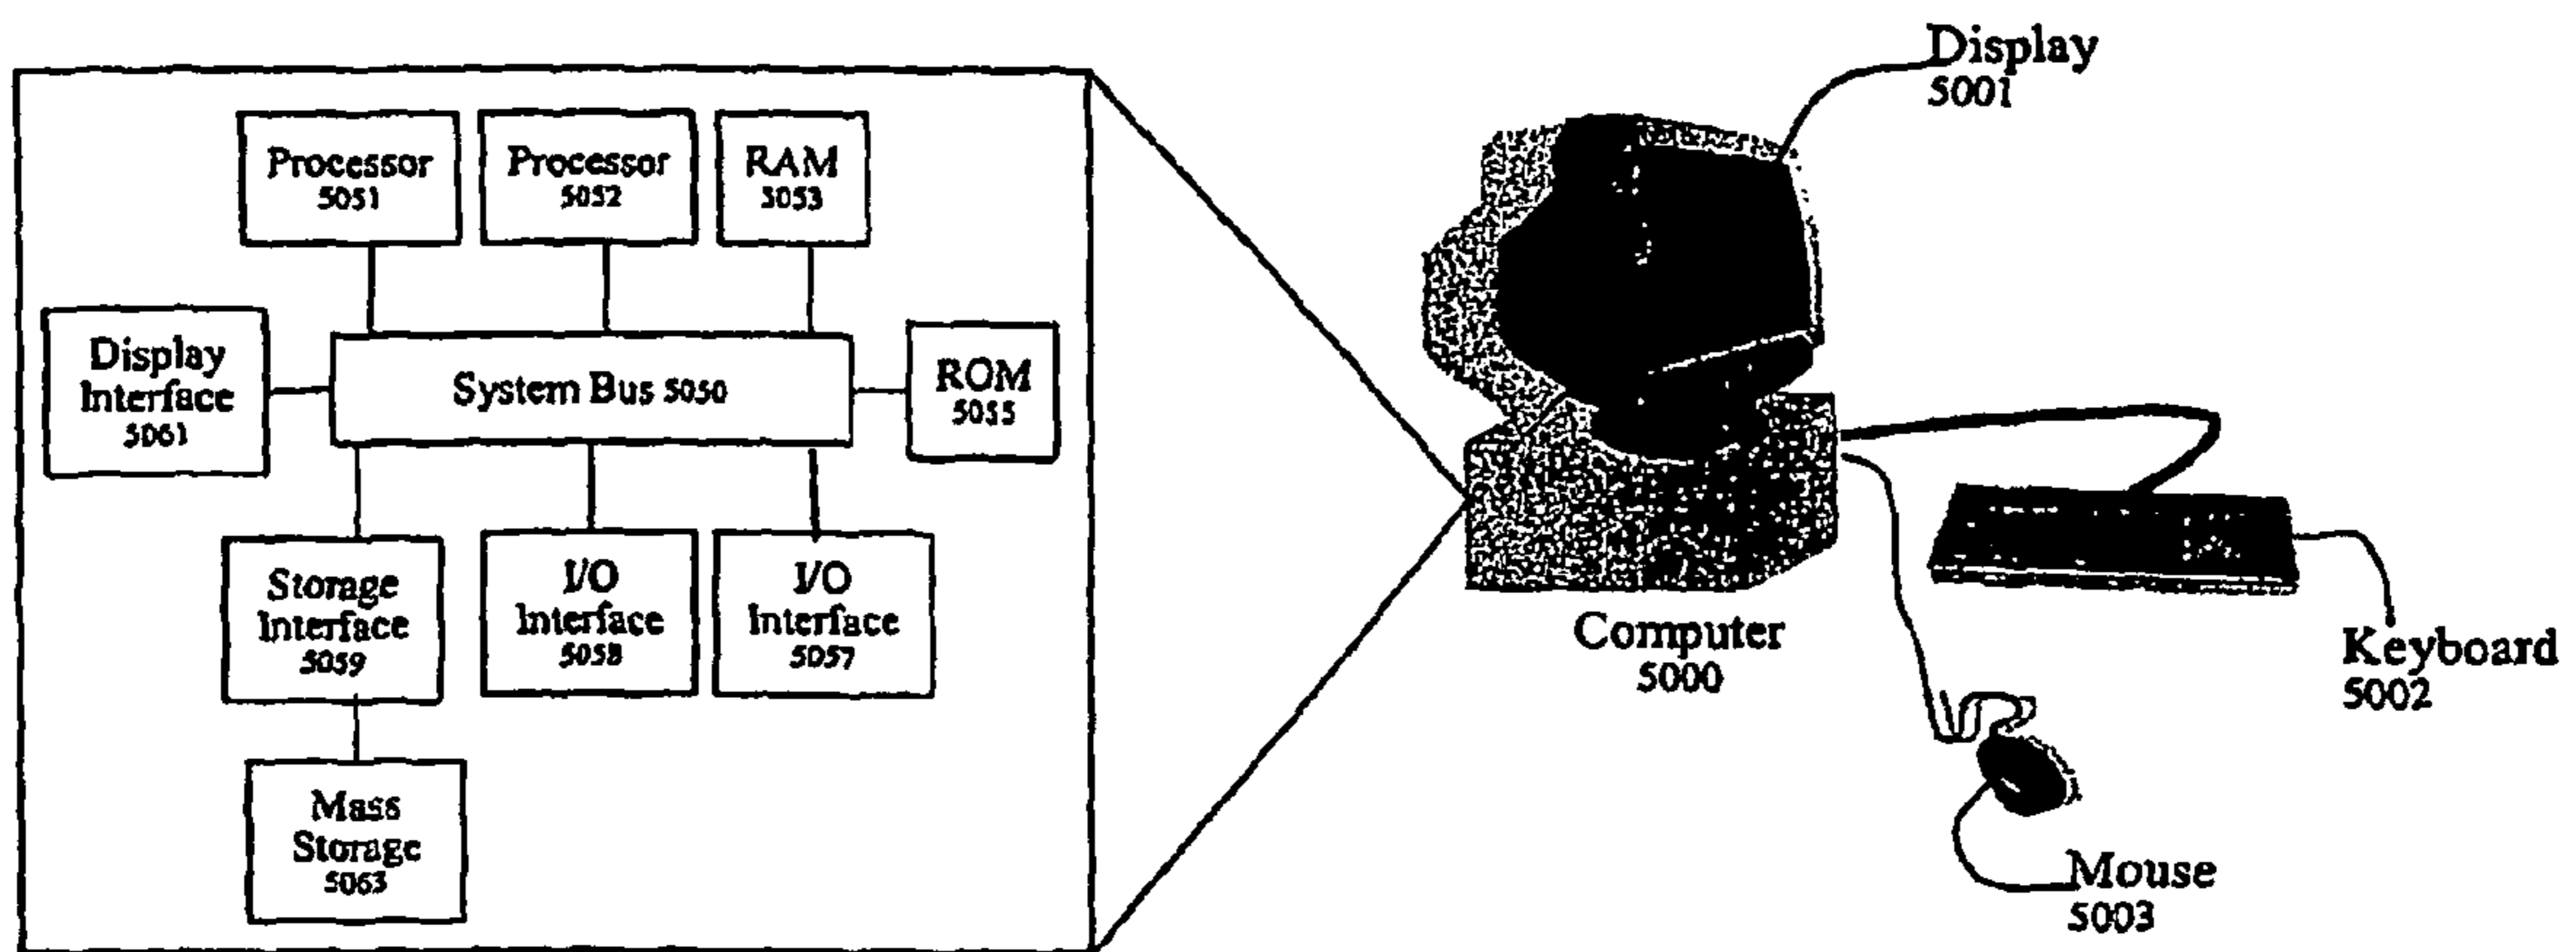 Display
5001
Processor
5051
Processor
5052
RAM
5053
Display
Interface
5061
System Bus 5050
ROM
5055
Storage
Interface
5059
I/O
Interface
5058
I/O
Interface
5057
Mass
Storage
5063
Computer
5000
Keyboard
5002
Mouse
5003